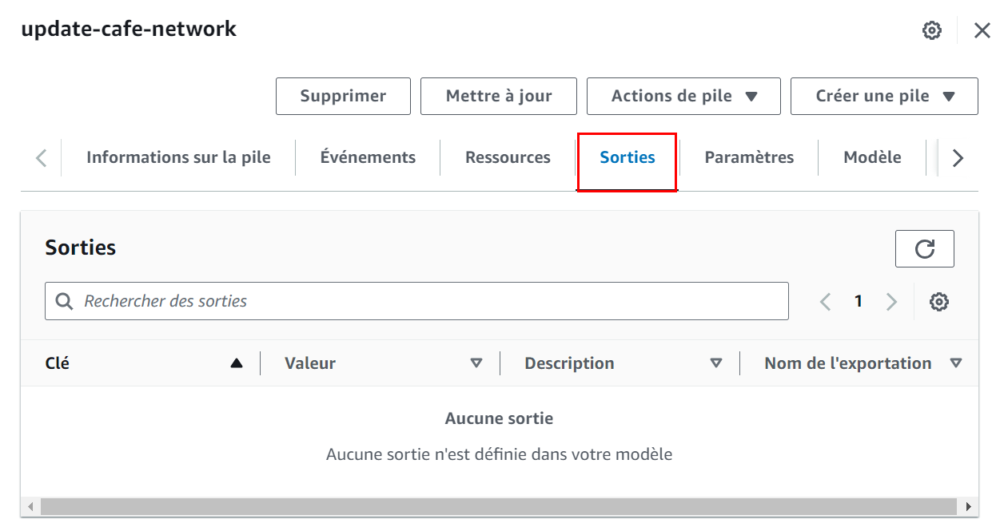 update-cafe-network
Supprimer Mettre à jour Actions de pile Créer une pile
Informations sur la pile Événements Ressources Sorties Paramètres Modèle
Sorties
Rechercher des sorties 1
Clé Valeur Description Nom de l'exportation
Aucune sortie
Aucune sortie n'est définie dans votre modèle